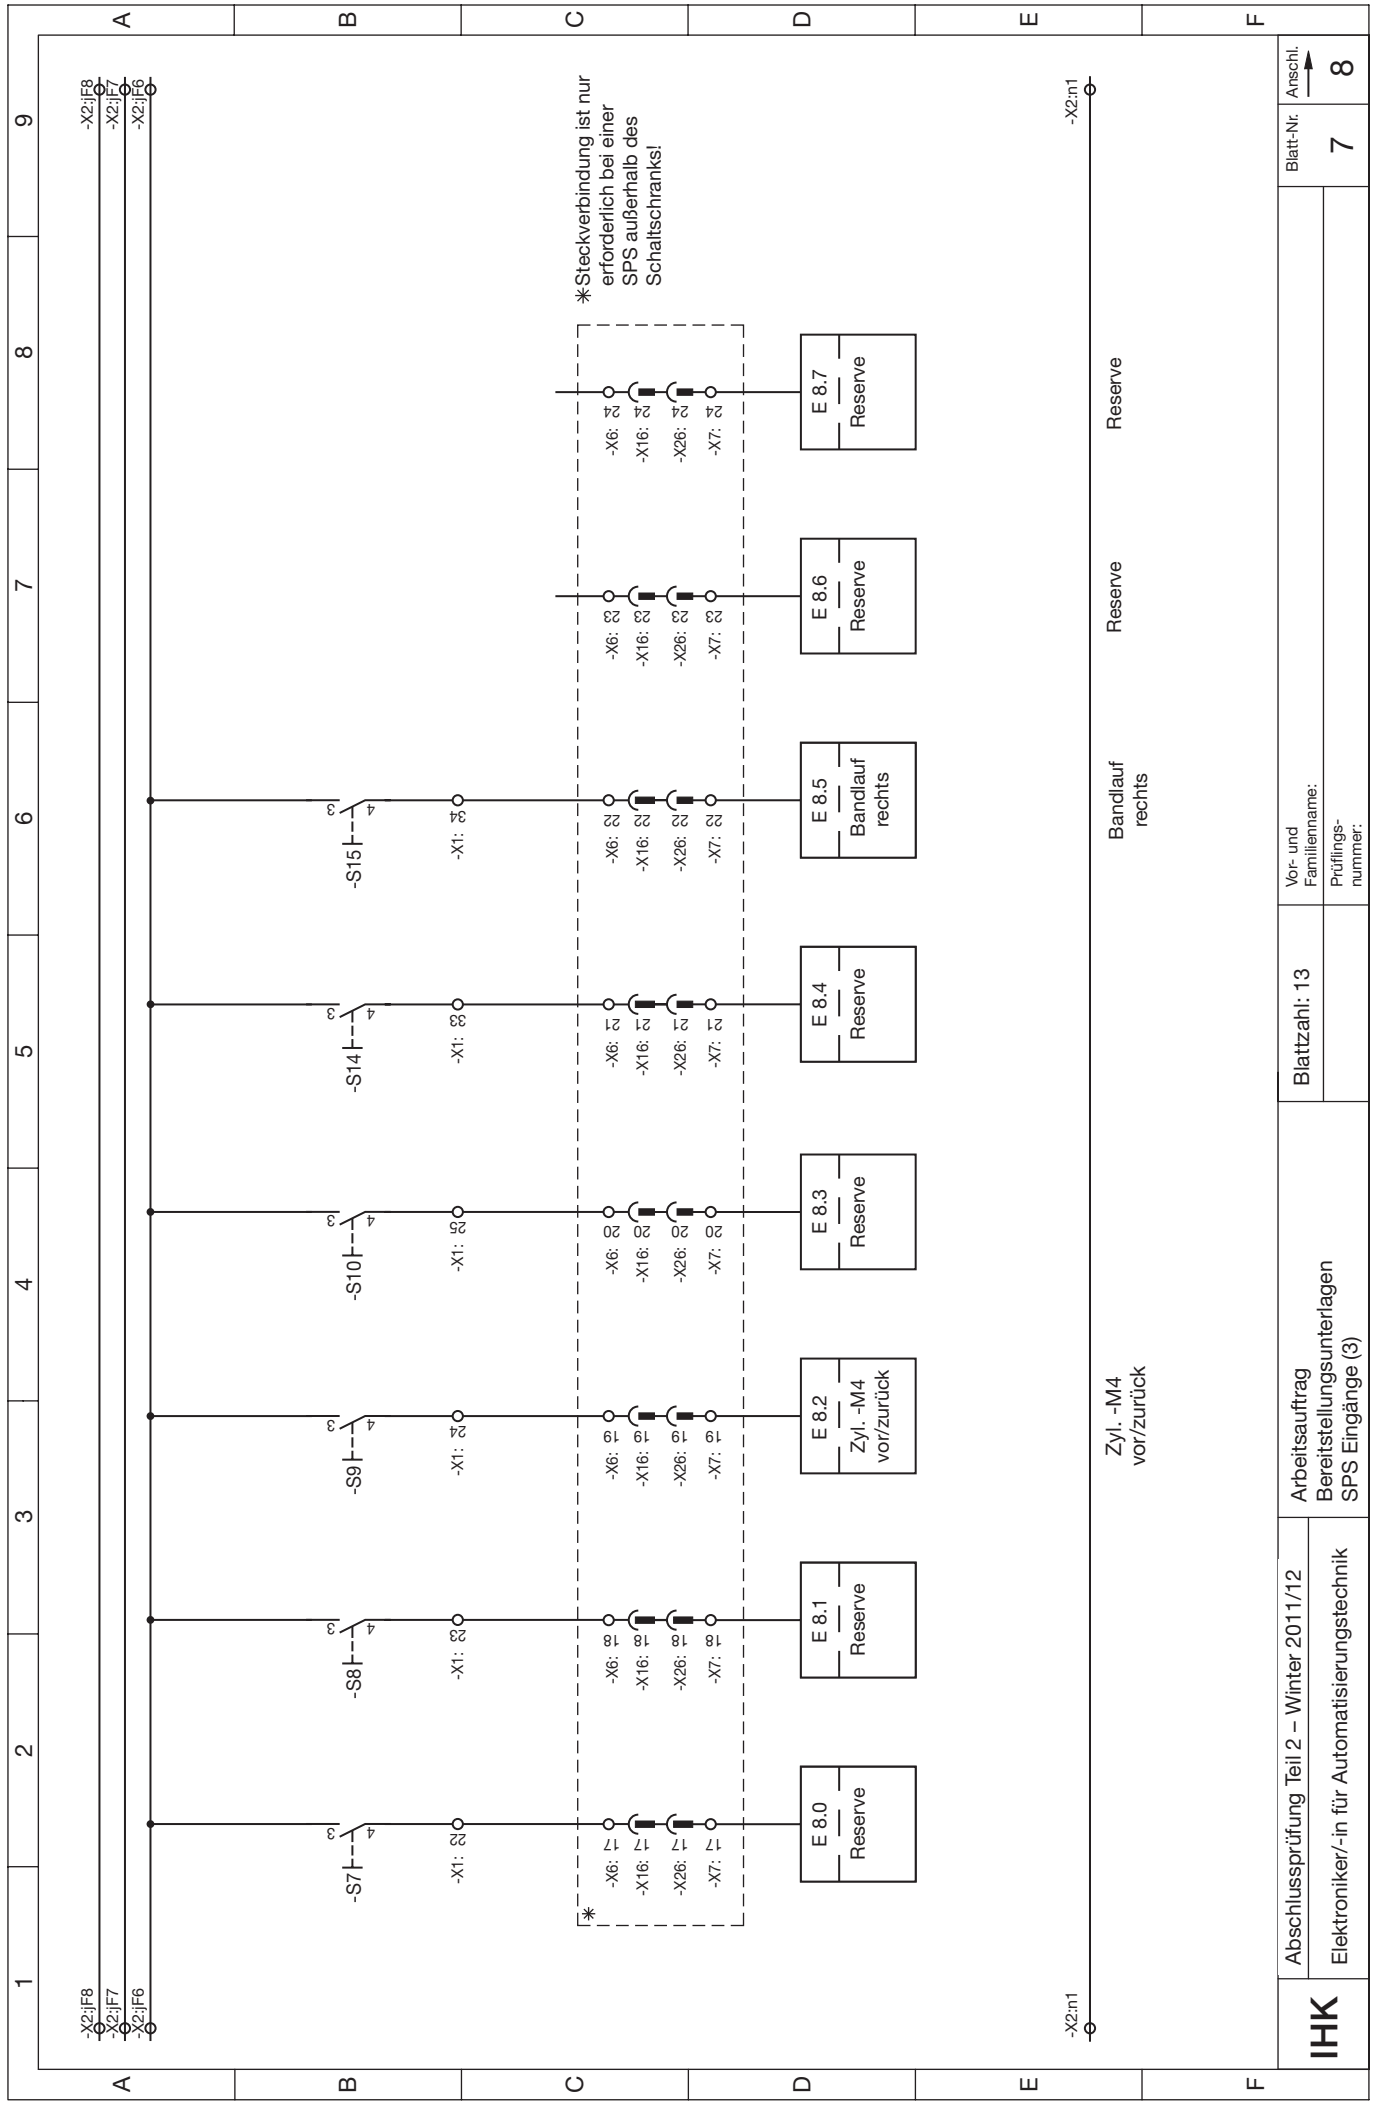 1 2 3 4 5 6 7 8 9
A A
-X2:jF8 -X2:jF8
-X2:jF7 -X2:jF7
-X2:jF6 -X2:jF6
B B
3 3 3 3 3 3
-S7 -S8 -S9 -S10 -S14 -S15
4 4 4 4 4 4
-X1: 22 -X1: 23 -X1: 24 -X1: 25 -X1: 33 -X1: 34
C C
*
-X6: 17 -X6: 18 -X6: 19 -X6: 20 -X6: 21 -X6: 22 -X6: 23 -X6: 24
-X16: 17 -X16: 18 -X16: 19 -X16: 20 -X16: 21 -X16: 22 -X16: 23 -X16: 24
-X26: 17 -X26: 18 -X26: 19 -X26: 20 -X26: 21 -X26: 22 -X26: 23 -X26: 24
-X7: 17 -X7: 18 -X7: 19 -X7: 20 -X7: 21 -X7: 22 -X7: 23 -X7: 24
*Steckverbindung ist nur
erforderlich bei einer
SPS außerhalb des
Schaltschranks!
D D
E 8.0 E 8.1 E 8.2 E 8.3 E 8.4 E 8.5 E 8.6 E 8.7
Reserve Reserve Zyl. -M4 Reserve Reserve Bandlauf Reserve Reserve
vor/zurück rechts
E E
-X2:n1 -X2:n1
Zyl. -M4 Bandlauf Reserve Reserve
vor/zurück rechts
F F
IHK
Abschlussprüfung Teil 2 – Winter 2011/12
Elektroniker/-in für Automatisierungstechnik
Arbeitsauftrag
Bereitstellungsunterlagen
SPS Eingänge (3)
Blattzahl: 13
Vor- und
Familienname:
Prüflings-
nummer:
Blatt-Nr.
7
Anschl.
8